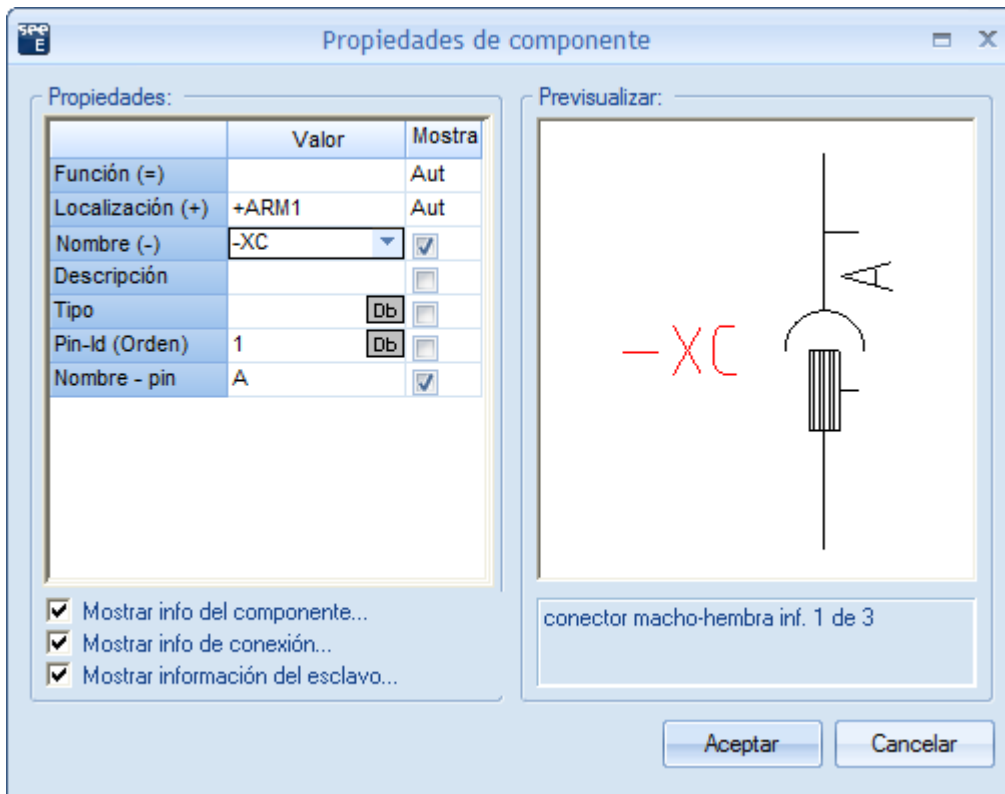 see
E
Propiedades de componente
Propiedades:
Valor Mostra
Función (=) Aut
Localización (+) +ARM1 Aut
Nombre (-) -XC
Descripción
Tipo Db
Pin-Id (Orden) 1 Db
Nombre - pin A
Mostrar info del componente...
Mostrar info de conexión...
Mostrar información del esclavo...
Previsualizar:
A
-XC
conector macho-hembra inf. 1 de 3
Aceptar
Cancelar